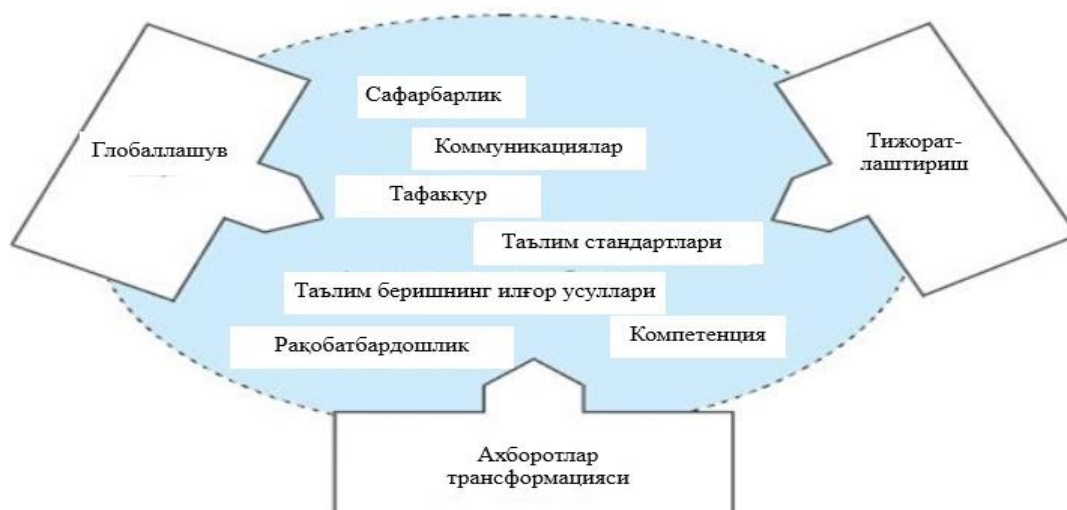 Сафарбарлик
Глобаллашув
Коммуникациялар
Тижорат-
лаштириш
Тафаккур
Таълим стандартлари
Таълим беришнинг илғор усуллари
Рақобатбардошлик
Компетенция
Ахборотлар
трансформацияси